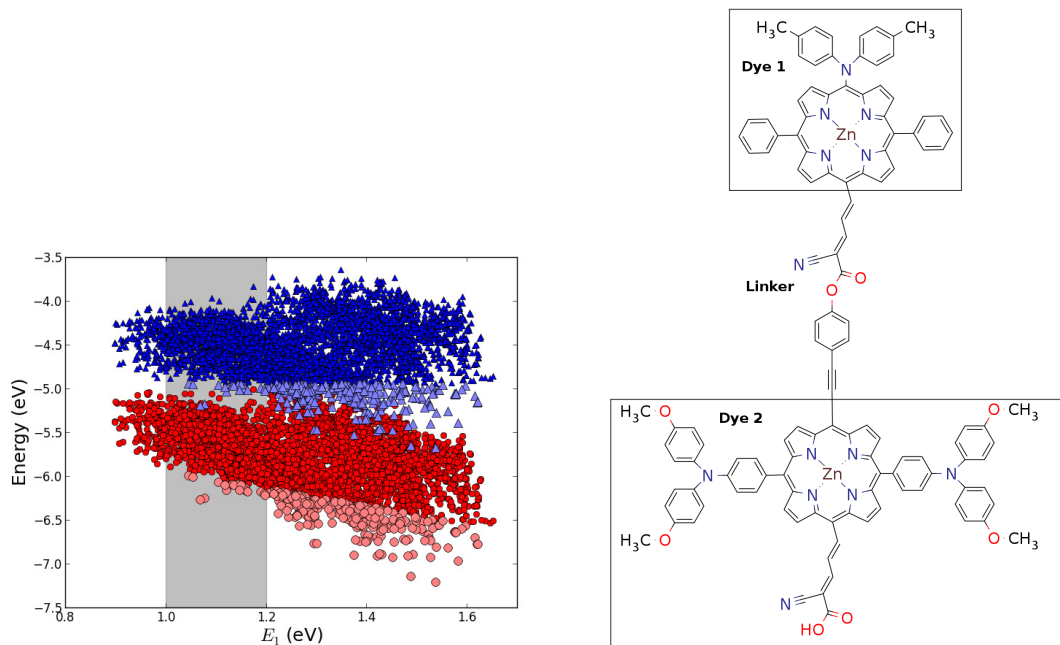 −3.5
−4.0
−4.5
−5.0
−5.5
−6.0
−6.5
−7.0
−7.5
0.8 1.0 1.2 1.4 1.6
Energy (eV)
E₁ (eV)
H₃C CH₃
Dye 1
N
N N
Zn
N N
N
O
Linker
O
Dye 2
H₃C O O CH₃
N N
Zn
N N
N N
H₃C O O CH₃
N
O
HO